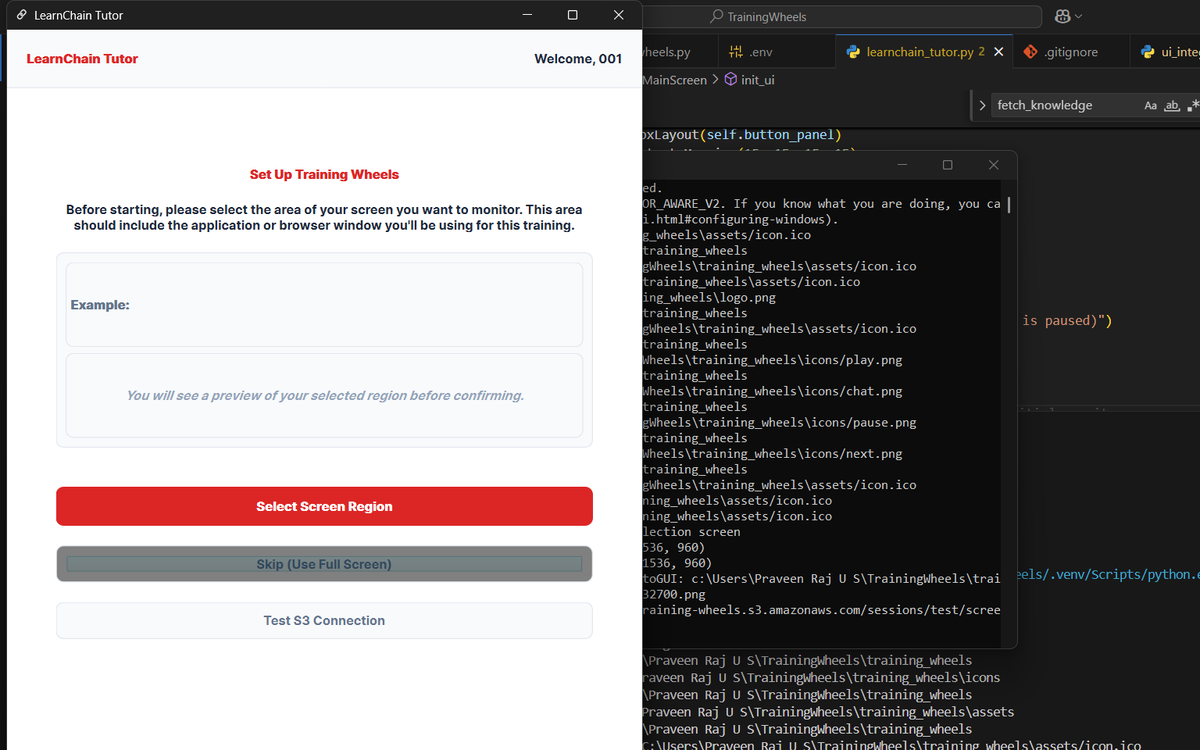 LearnChain Tutor
TrainingWheels
LearnChain Tutor
Welcome, 001
wheels.py
.env
learnchain_tutor.py 2
.gitignore
MainScreen > init_ui
fetch_knowledge
Aa ab
Set Up Training Wheels
Before starting, please select the area of your screen you want to monitor. This area
should include the application or browser window you'll be using for this training.
Example:
You will see a preview of your selected region before confirming.
Select Screen Region
Skip (Use Full Screen)
Test S3 Connection
oxLayout(self.button_panel)
ed.
OR_AWARE_V2. If you know what you are doing, you ca
i.html#configuring-windows).
g_wheels\assets/icon.ico
training_wheels
gWheels\training_wheels\assets/icon.ico
training_wheels\assets/icon.ico
ing_wheels\logo.png
training_wheels
gWheels\training_wheels\assets/icon.ico
training_wheels
Wheels\training_wheels\icons/play.png
training_wheels
Wheels\training_wheels\icons/chat.png
training_wheels
gWheels\training_wheels\icons/pause.png
training_wheels
Wheels\training_wheels\icons/next.png
training_wheels
gWheels\training_wheels\assets/icon.ico
ning_wheels\assets/icon.ico
ning_wheels\assets/icon.ico
lection screen
536, 960)
1536, 960)
toGUI: c:\Users\Praveen Raj U S\TrainingWheels\trai
32700.png
raining-wheels.s3.amazonaws.com/sessions/test/scree
is paused)")
eels/.venv/Scripts/python.e
\Praveen Raj U S\TrainingWheels\training_wheels
raveen Raj U S\TrainingWheels\training_wheels\icons
\Praveen Raj U S\TrainingWheels\training_wheels
Praveen Raj U S\TrainingWheels\training_wheels\assets
\Praveen Raj U S\TrainingWheels\training_wheels
C:\Users\Praveen Raj U S\TrainingWheels\training_wheels\assets/icon.ico